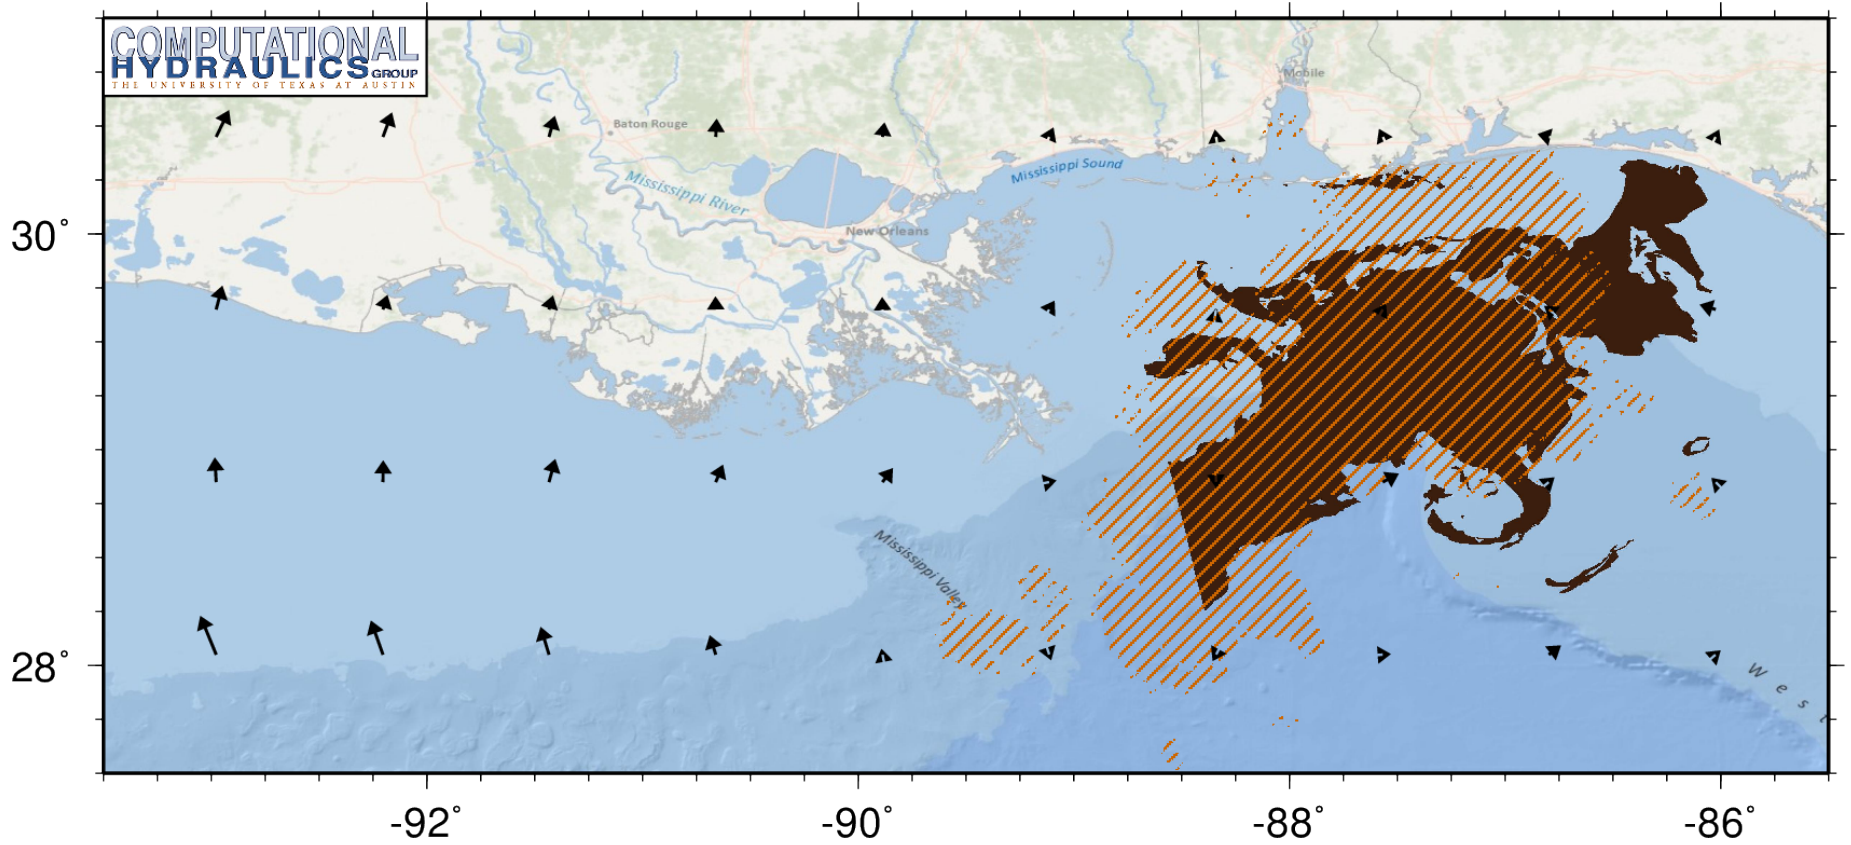 COMPUTATIONAL
HYDRAULICS GROUP
THE UNIVERSITY OF TEXAS AT AUSTIN
Mobile
Baton Rouge
Mississippi Sound
Mississippi River
New Orleans
30°
Mississippi Valley
28°
West
-92°
-90°
-88°
-86°